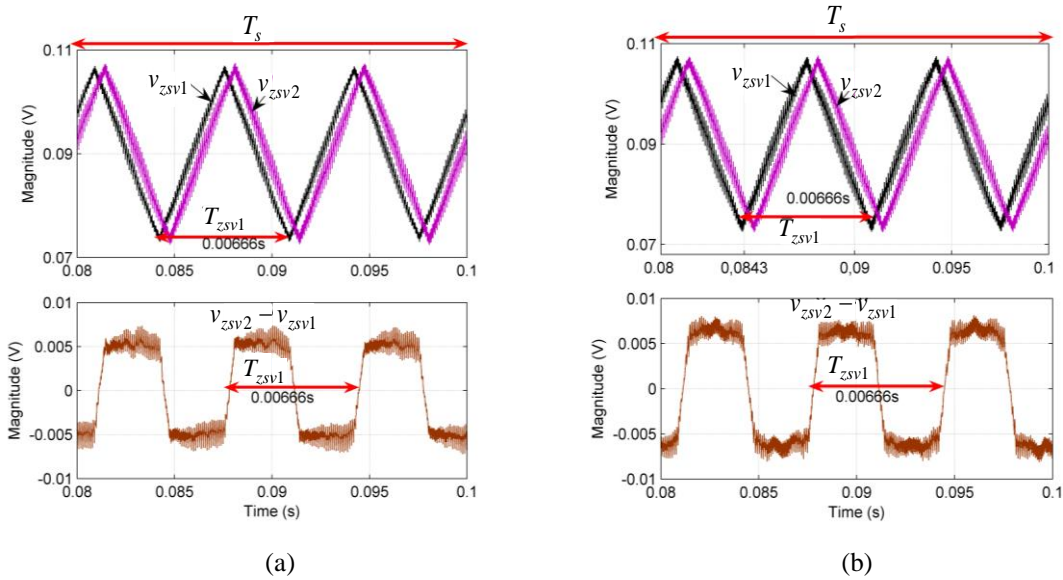 T_s
0.11
Magnitude (V)
0.09
0.07
v_zsv1
v_zsv2
T_zsv1
0.00666s
0.08
0.085
0.09
0.095
0.1
0.01
Magnitude (V)
0.005
0
-0.005
-0.01
v_zsv2 − v_zsv1
T_zsv1
0.00666s
0.08
0.085
0.09
0.095
0.1
Time (s)
(a)
T_s
0.11
Magnitude (V)
0.09
0.07
v_zsv1
v_zsv2
0.00666s
T_zsv1
0.08
0,0843
0,09
0.095
0.1
0.01
Magnitude (V)
0.005
0
-0.005
-0.01
v_zsv2 − v_zsv1
T_zsv1
0.00666s
0.08
0.085
0.09
0.095
0.1
Time (s)
(b)